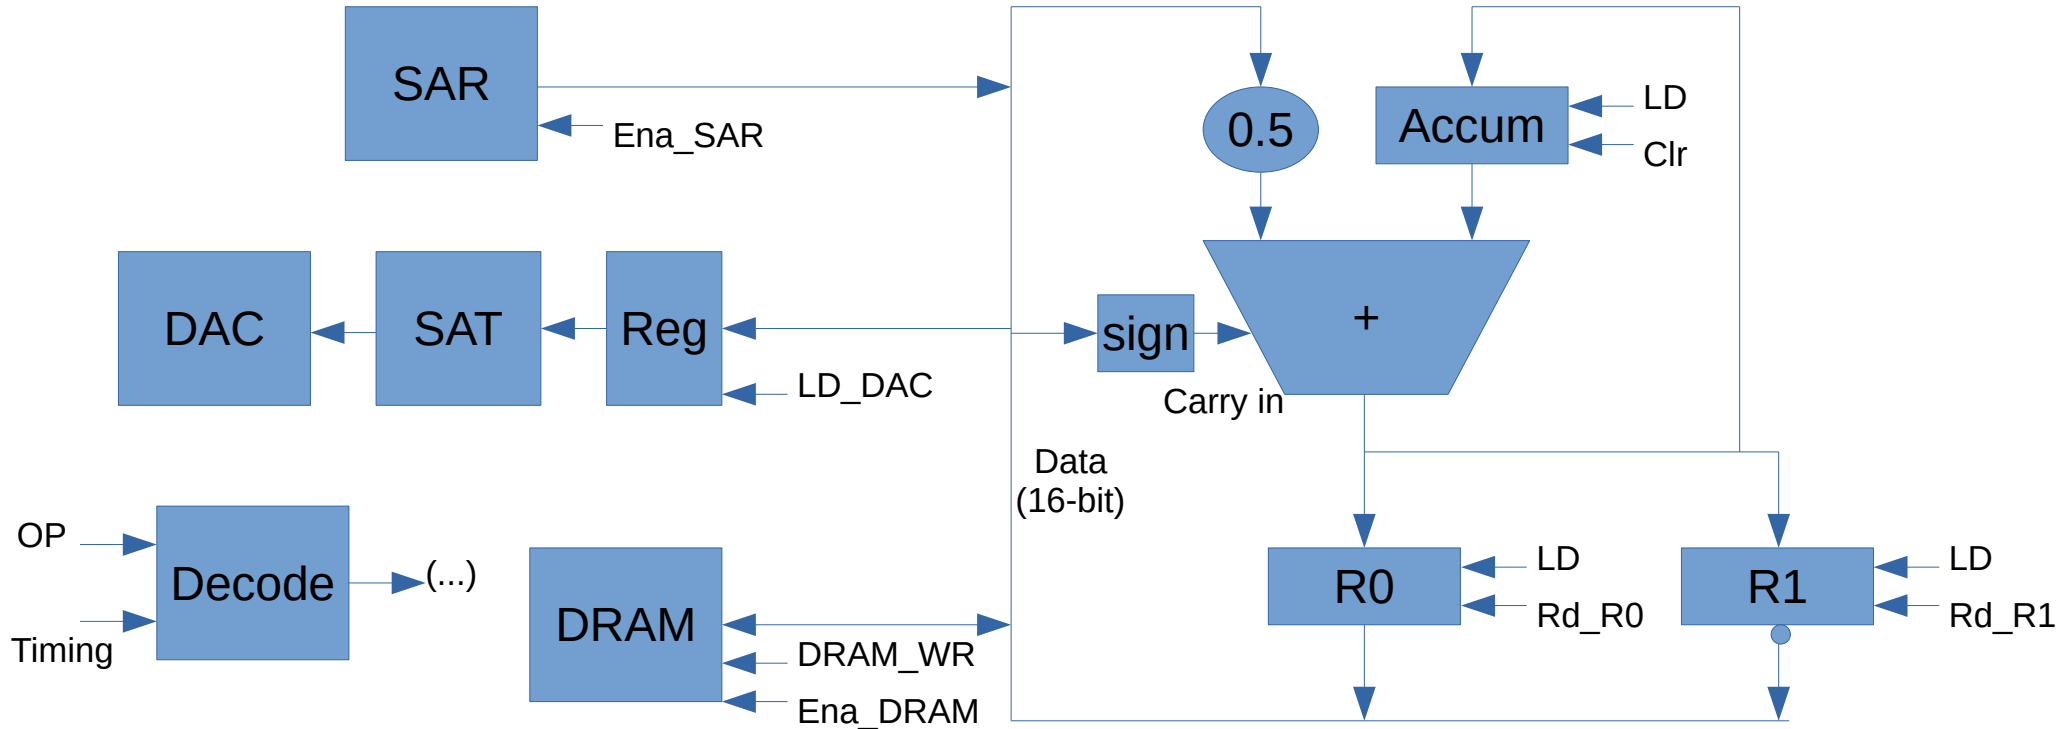 SAR
Ena_SAR
0.5
Accum
LD
Clr
DAC
SAT
Reg
LD_DAC
sign
+
Carry in
Data
(16-bit)
OP
Timing
Decode
(...)
DRAM
DRAM_WR
Ena_DRAM
R0
LD
Rd_R0
R1
LD
Rd_R1